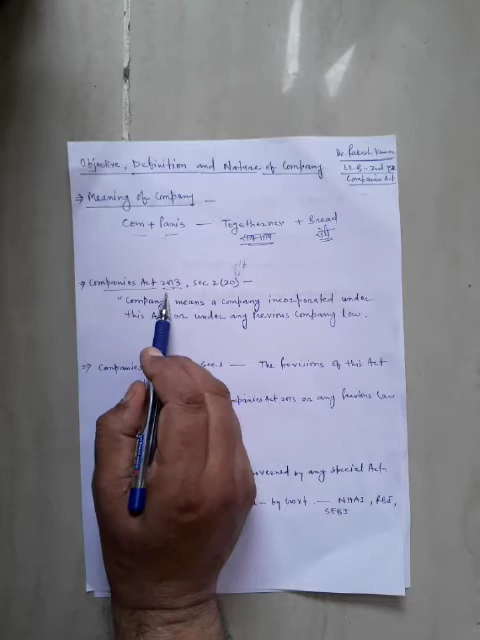 Objective, Definition and Nature of Company
Dr. Rakesh Kumar
LL.B - 2nd
Companies Act
→ Meaning of Company -
Com + Panis — Togetherness + Bread
रोटी
→ Companies Act 2013, sec. 2(20) —
"Company means a company incorporated under
this Act or under any Previous Company Law.
⇒ Companies sec. 1 — The provisions of this Act
Companies Act 2013 or any Previous Law
Governed by any special Act.
— by Govt. — NHAI, RBI,
SEBI